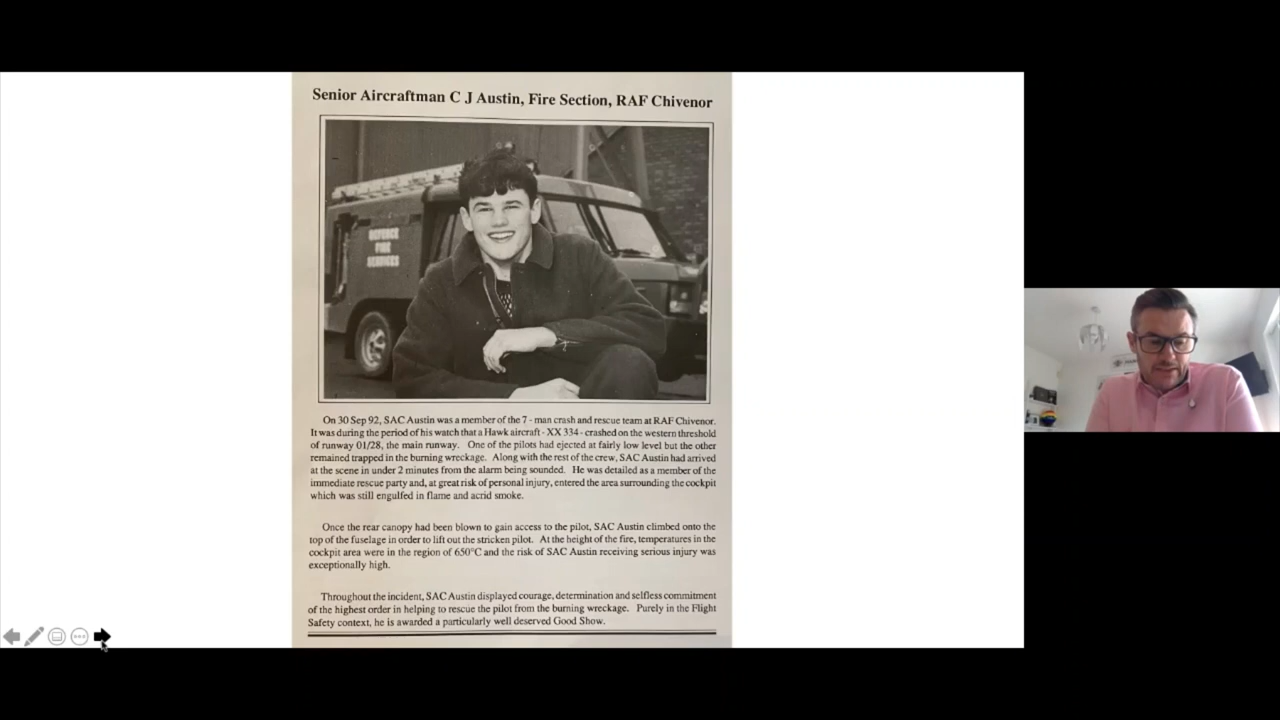 Senior Aircraftman C J Austin, Fire Section, RAF Chivenor
DEFENCE
FIRE
SERVICES
On 30 Sep 92, SAC Austin was a member of the 7 - man crash and rescue team at RAF Chivenor.
It was during the period of his watch that a Hawk aircraft - XX 334 - crashed on the western threshold
of runway 01/28, the main runway. One of the pilots had ejected at fairly low level but the other
remained trapped in the burning wreckage. Along with the rest of the crew, SAC Austin had arrived
at the scene in under 2 minutes from the alarm being sounded. He was detailed as a member of the
immediate rescue party and, at great risk of personal injury, entered the area surrounding the cockpit
which was still engulfed in flame and acrid smoke.
Once the rear canopy had been blown to gain access to the pilot, SAC Austin climbed onto the
top of the fuselage in order to lift out the stricken pilot. At the height of the fire, temperatures in the
cockpit area were in the region of 650°C and the risk of SAC Austin receiving serious injury was
exceptionally high.
Throughout the incident, SAC Austin displayed courage, determination and selfless commitment
of the highest order in helping to rescue the pilot from the burning wreckage. Purely in the Flight
Safety context, he is awarded a particularly well deserved Good Show.